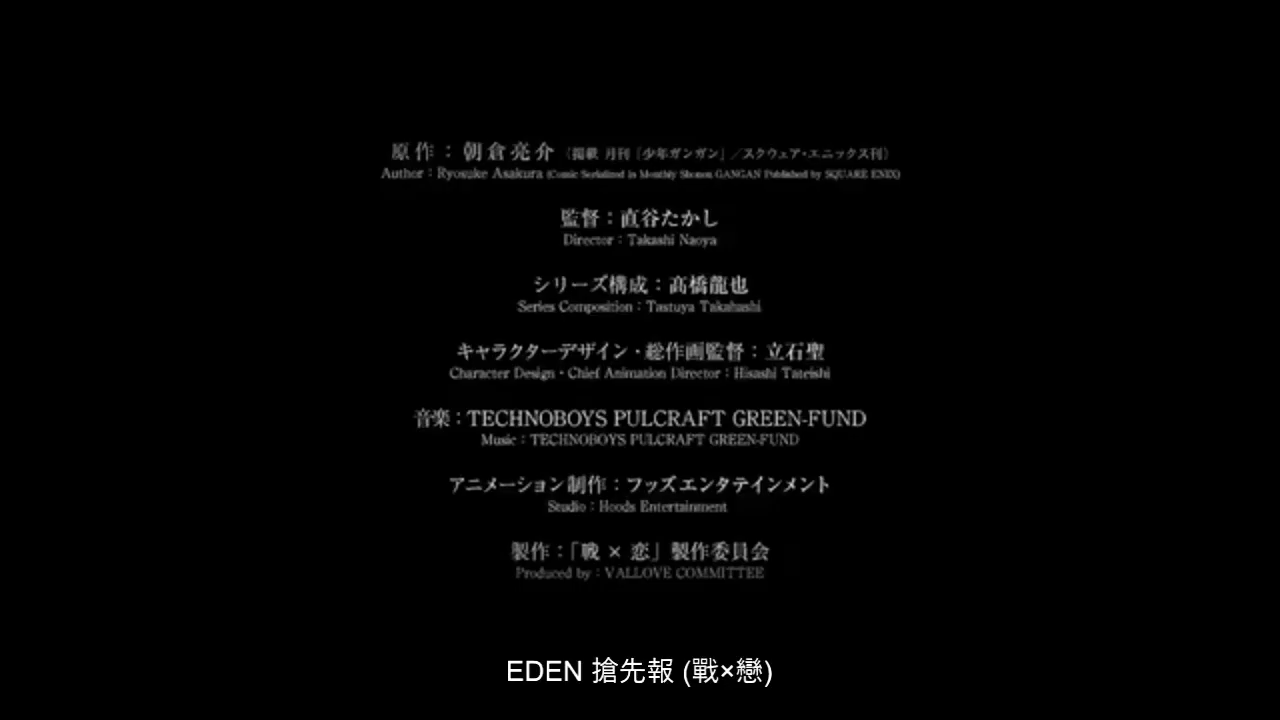 原作：朝倉亮介（掲載 月刊「少年ガンガン」／スクウェア・エニックス刊）
Author：Ryosuke Asakura (Comic Serialized in Monthly Shonen GANGAN Published by SQUARE ENIX)
監督：直谷たかし
Director：Takashi Naoya
シリーズ構成：髙橋龍也
Series Composition：Tastuya Takahashi
キャラクターデザイン・総作画監督：立石聖
Character Design・Chief Animation Director：Hisashi Tateishi
音楽：TECHNOBOYS PULCRAFT GREEN-FUND
Music：TECHNOBOYS PULCRAFT GREEN-FUND
アニメーション制作：フッズエンタテインメント
Studio：Hoods Entertainment
製作：「戦 × 恋」製作委員会
Produced by：VALLOVE COMMITTEE
EDEN 搶先報 (戰×戀)